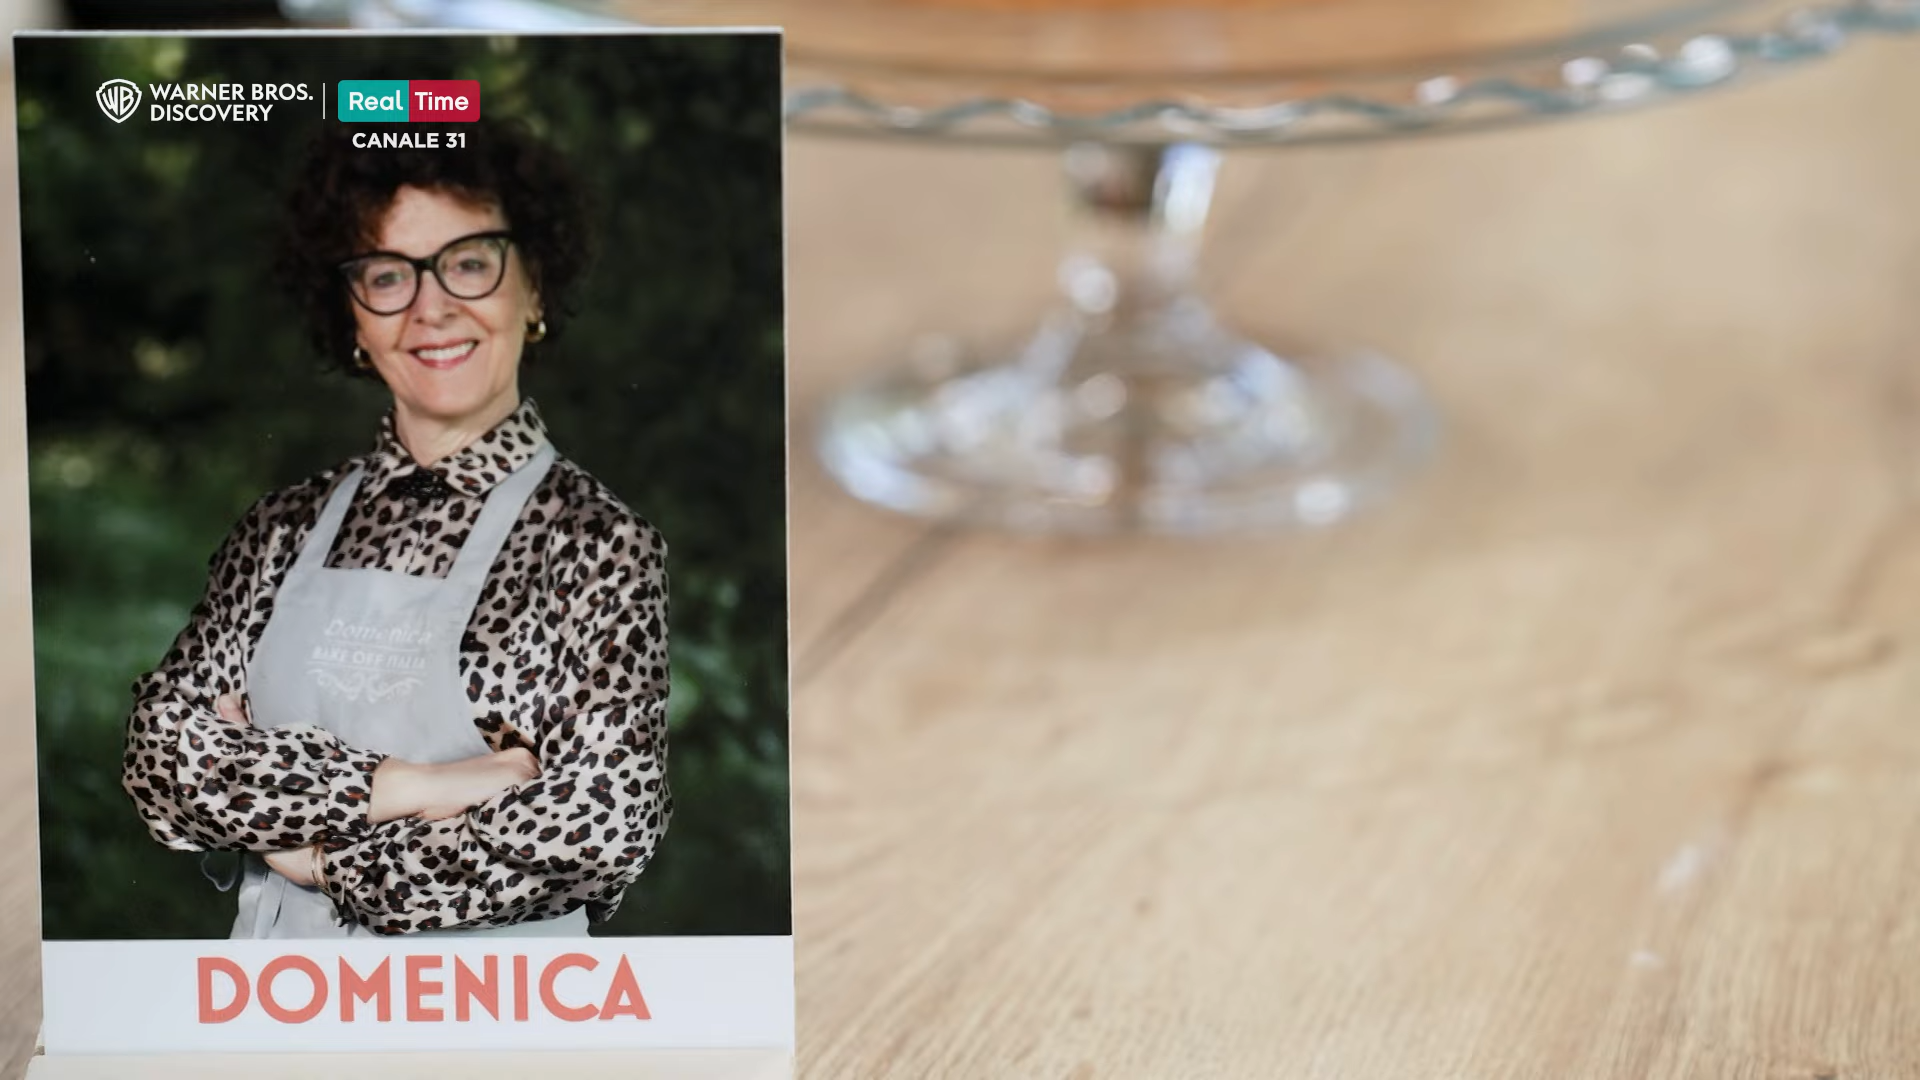 WARNER BROS.
DISCOVERY
Real Time
CANALE 31
Domenica
BAKE OFF ITALIA
DOMENICA